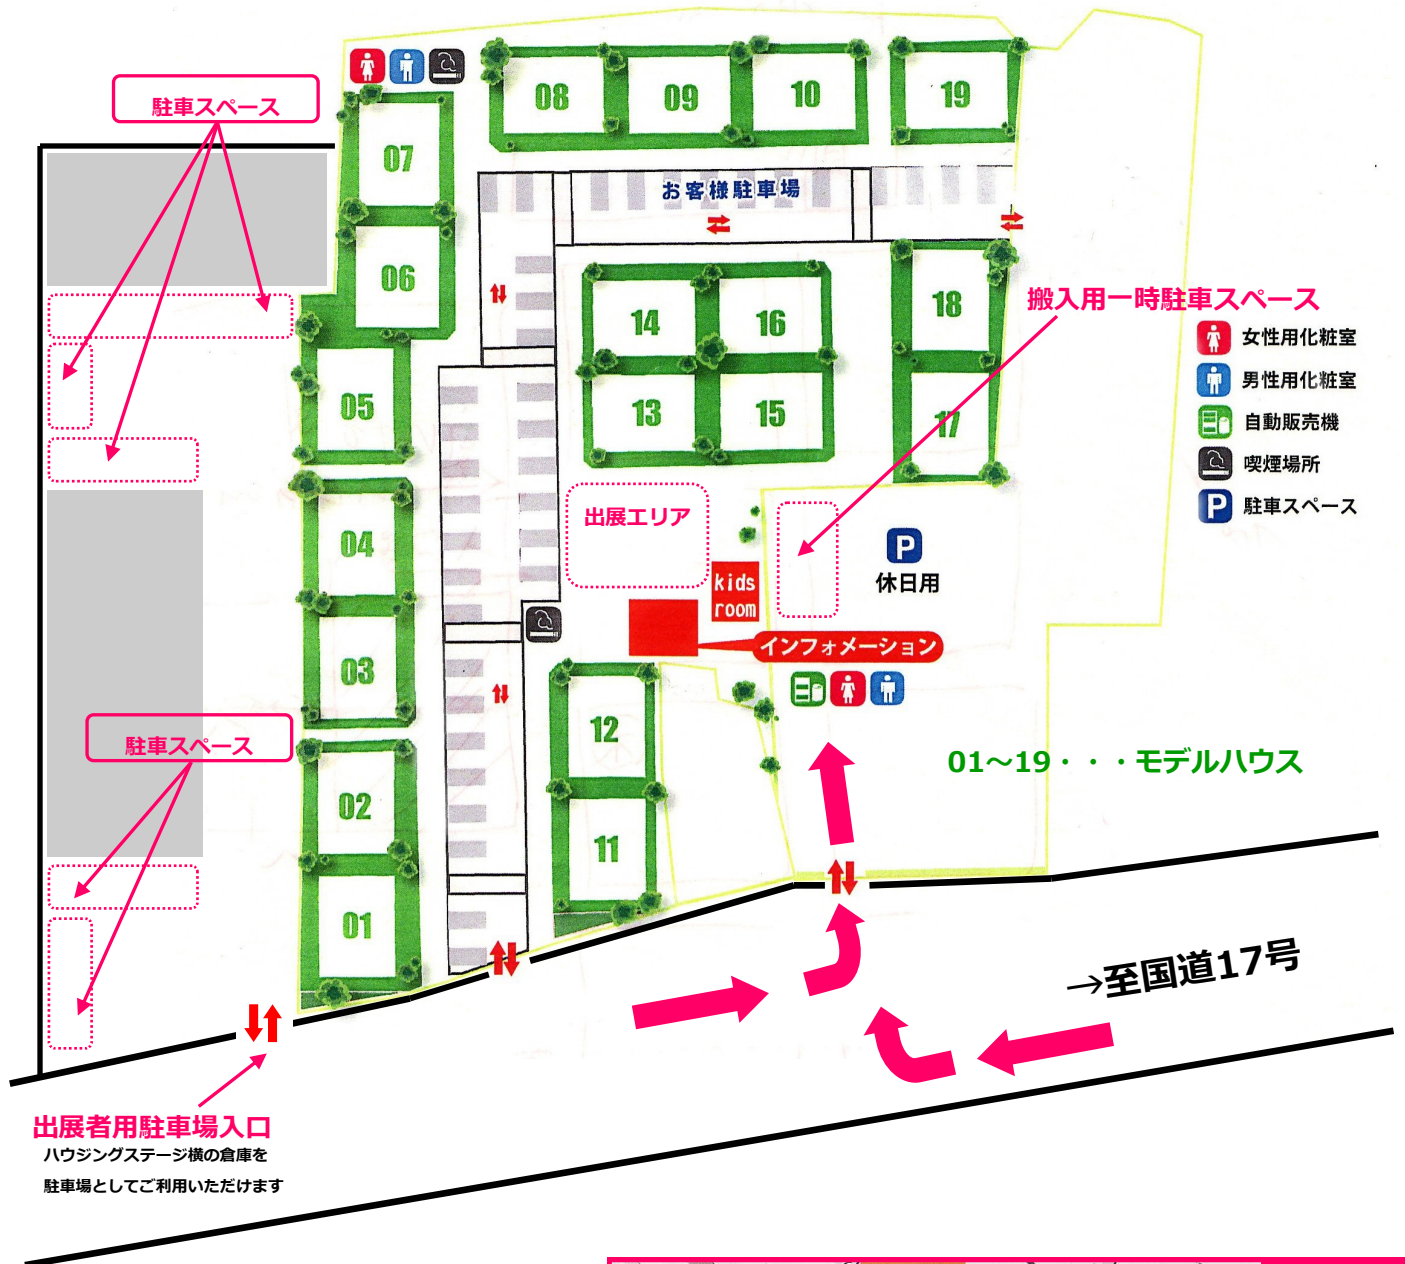 駐車スペース
08
09
10
19
07
お客様駐車場
06
14
16
18
搬入用一時駐車スペース
女性用化粧室
男性用化粧室
自動販売機
喫煙場所
P 駐車スペース
05
13
15
17
出展エリア
04
P
休日用
kids
room
インフォメーション
03
駐車スペース
12
01～19・・・モデルハウス
02
11
01
→至国道17号
出展者用駐車場入口
ハウジングステージ横の倉庫を
駐車場としてご利用いただけます